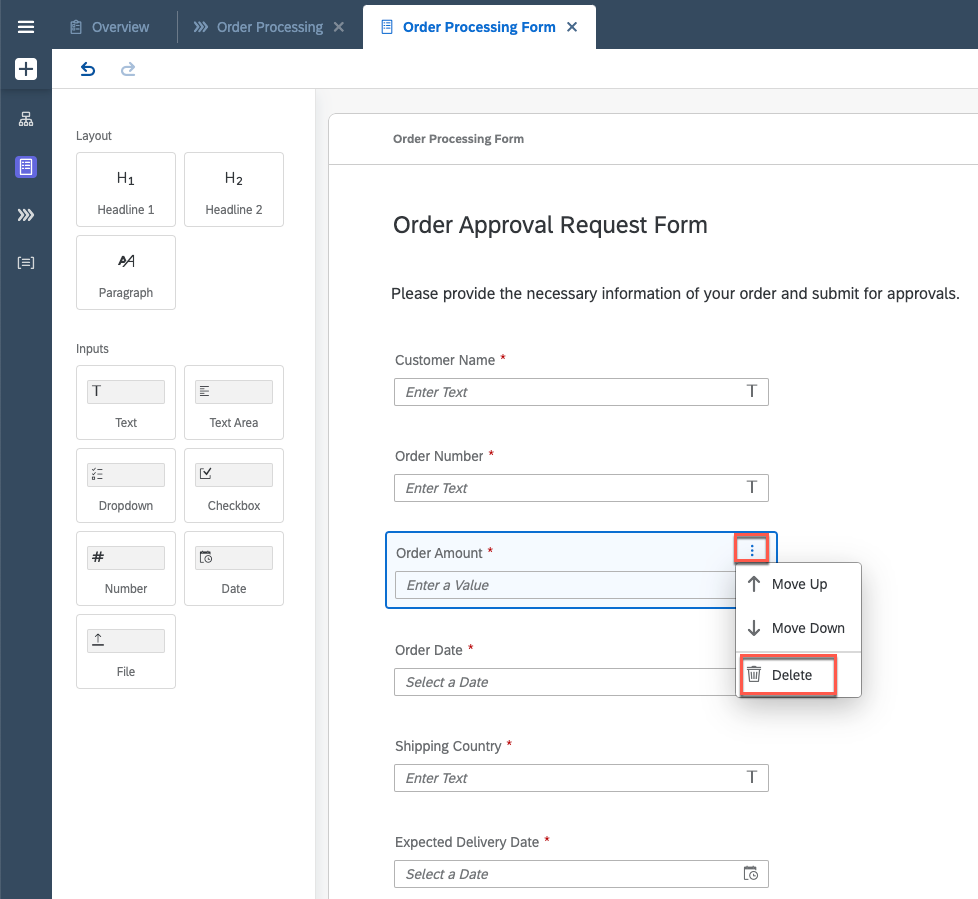 Overview
Order Processing
Order Processing Form
Layout
H1
Headline 1
H2
Headline 2
Paragraph
Inputs
Text
Text Area
Dropdown
Checkbox
Number
Date
File
Order Processing Form
Order Approval Request Form
Please provide the necessary information of your order and submit for approvals.
Customer Name *
Enter Text
Order Number *
Enter Text
Order Amount *
Enter a Value
Move Up
Move Down
Delete
Order Date *
Select a Date
Shipping Country *
Enter Text
Expected Delivery Date *
Select a Date